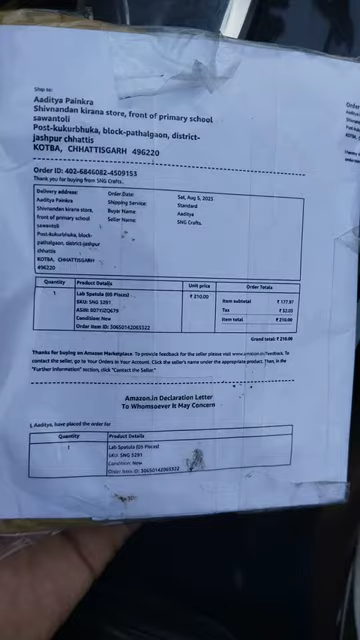 Ship to:
Aaditya Painkra
Shivnandan kirana store, front of primary school
sawantoli
Post-kukurbhuka, block-pathalgaon, district-
jashpur chhattis
KOTBA, CHHATTISGARH 496220
Order ID: 402-6846082-4509153
Thank you for buying from SNG Crafts.
Delivery address:
Aaditya Painkra
Shivnandan kirana store,
front of primary school
sawantoli
Post-kukurbhuka, block-
pathalgaon, district-jashpur
chhattis
KOTBA, CHHATTISGARH
496220
Order Date: Sat, Aug 5, 2023
Shipping Service: Standard
Buyer Name: Aaditya
Seller Name: SNG Crafts.
Quantity Product Details Unit price Order Totals
1 Lab Spatula (05 Pieces) ₹ 210.00
SKU: SNG 3291
Condition: New
Order Item ID: 30650142065322
Item subtotal ₹ 177.97
Tax ₹ 32.03
Item total ₹ 210.00
Grand total: ₹ 210.00
Thanks for buying on Amazon Marketplace. To provide feedback for the seller please visit www.amazon.in/feedback. To
contact the seller, go to Your Orders in Your Account. Click the seller's name under the appropriate product. Then, in the
"Further Information" section, click "Contact the Seller."
Amazon.in Declaration Letter
To Whomsoever It May Concern
I, Aaditya, have placed the order for
Quantity Product Details
1 Lab Spatula (05 Pieces)
SKU: SNG 3291
Condition: New
Order Item ID: 30650142065322